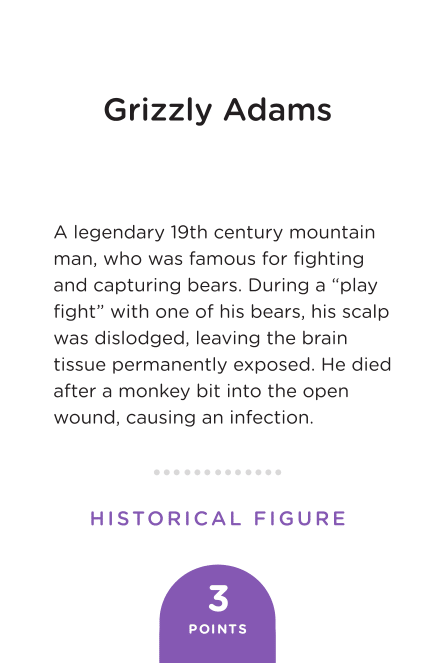 Grizzly Adams
A legendary 19th century mountain
man, who was famous for fighting
and capturing bears. During a “play
fight” with one of his bears, his scalp
was dislodged, leaving the brain
tissue permanently exposed. He died
after a monkey bit into the open
wound, causing an infection.
HISTORICAL FIGURE
3
POINTS